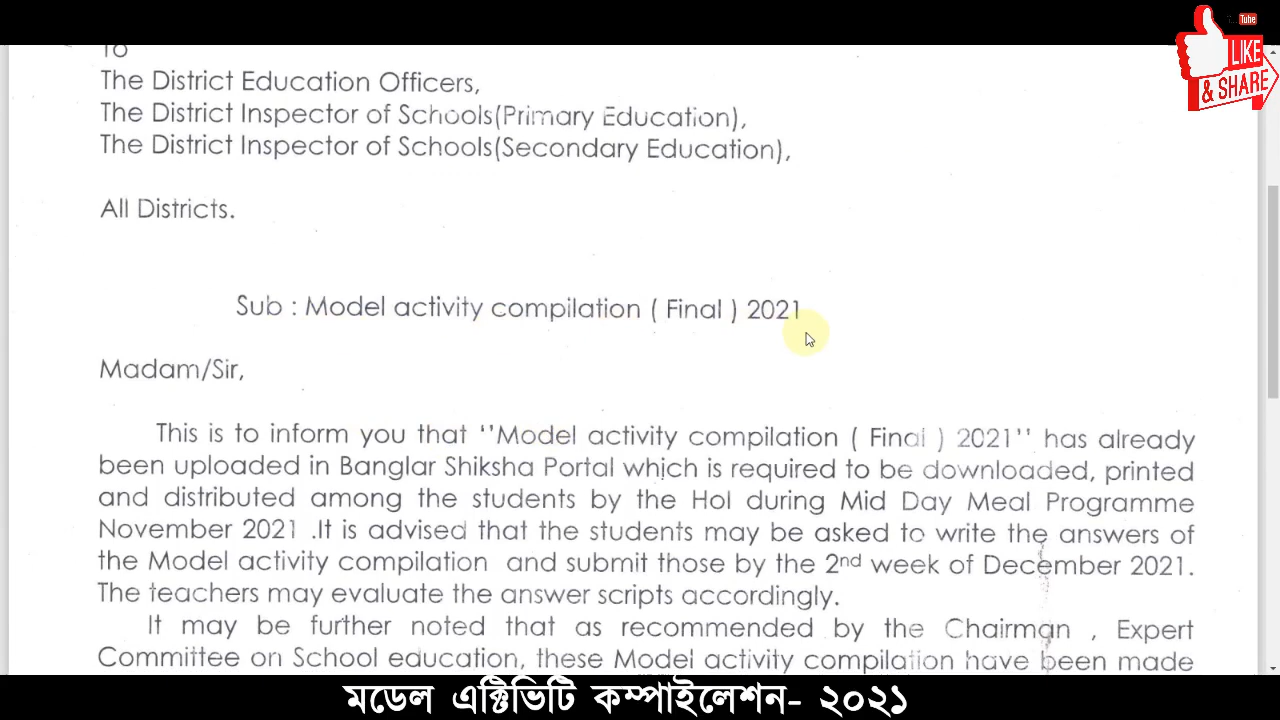 Tube
LIKE
& SHARE
To
The District Education Officers,
The District Inspector of Schools(Primary Education),
The District Inspector of Schools(Secondary Education),
All Districts.
Sub : Model activity compilation ( Final ) 2021
Madam/Sir,
This is to inform you that ‘‘Model activity compilation ( Final ) 2021’’ has already
been uploaded in Banglar Shiksha Portal which is required to be downloaded, printed
and distributed among the students by the HoI during Mid Day Meal Programme
November 2021 .It is advised that the students may be asked to write the answers of
the Model activity compilation and submit those by the 2nd week of December 2021.
The teachers may evaluate the answer scripts accordingly.
It may be further noted that as recommended by the Chairman , Expert
Committee on School education, these Model activity compilation have been made
মডেল এক্টিভিটি কম্পাইলেশন- ২০২১